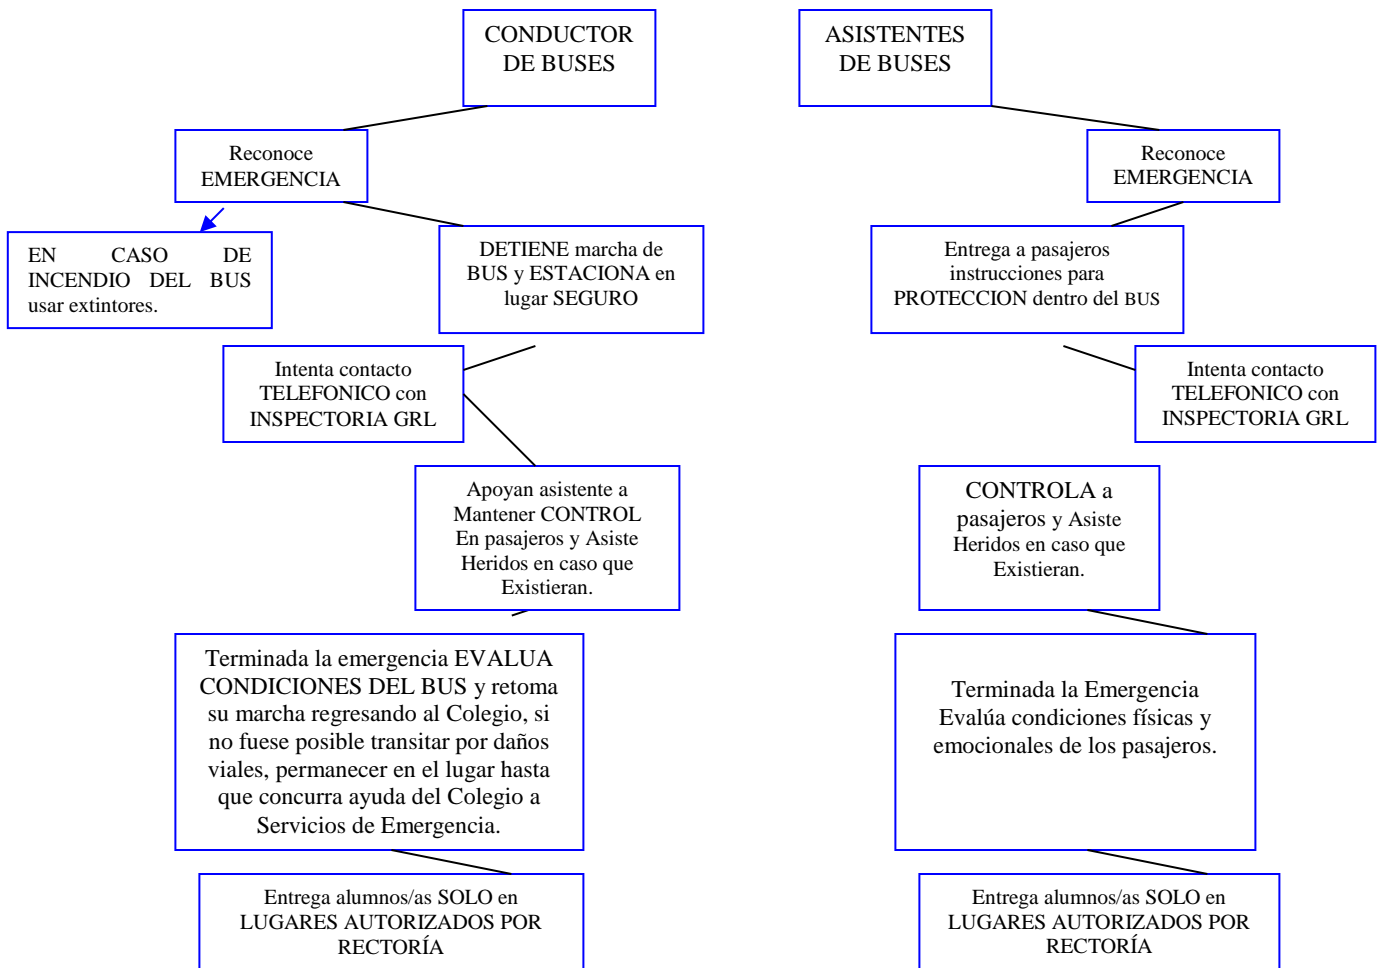 CONDUCTOR
DE BUSES
ASISTENTES
DE BUSES
Reconoce
EMERGENCIA
Reconoce
EMERGENCIA
EN CASO DE
INCENDIO DEL BUS
usar extintores.
DETIENE marcha de
BUS y ESTACIONA en
lugar SEGURO
Entrega a pasajeros
instrucciones para
PROTECCION dentro del BUS
Intenta contacto
TELEFONICO con
INSPECTORIA GRL
Intenta contacto
TELEFONICO con
INSPECTORIA GRL
Apoyan asistente a
Mantener CONTROL
En pasajeros y Asiste
Heridos en caso que
Existieran.
CONTROLA a
pasajeros y Asiste
Heridos en caso que
Existieran.
Terminada la emergencia EVALUA
CONDICIONES DEL BUS y retoma
su marcha regresando al Colegio, si
no fuese posible transitar por daños
viales, permanecer en el lugar hasta
que concurra ayuda del Colegio a
Servicios de Emergencia.
Terminada la Emergencia
Evalúa condiciones físicas y
emocionales de los pasajeros.
Entrega alumnos/as SOLO en
LUGARES AUTORIZADOS POR
RECTORÍA
Entrega alumnos/as SOLO en
LUGARES AUTORIZADOS POR
RECTORÍA